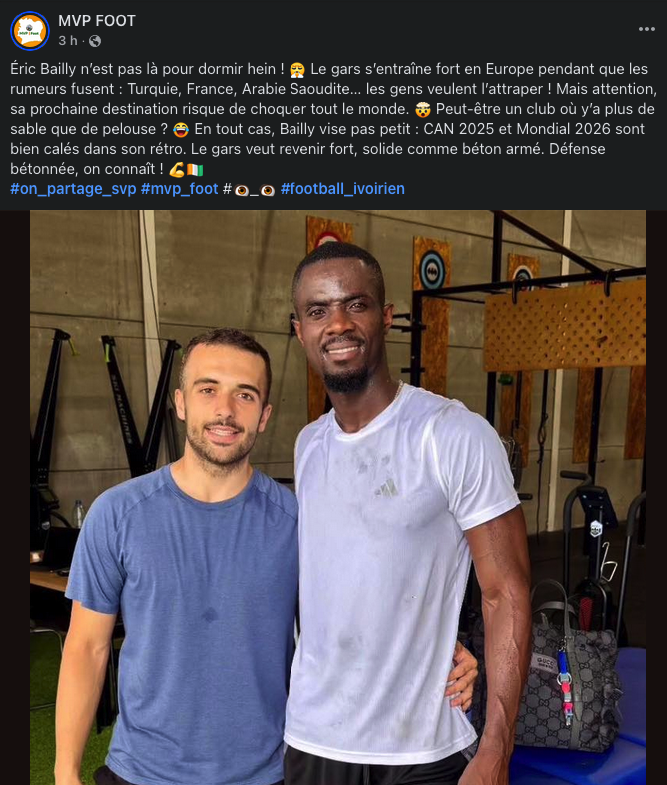 MVP FOOT
3 h ·
Éric Bailly n’est pas là pour dormir hein ! 😤 Le gars s’entraîne fort en Europe pendant que les
rumeurs fusent : Turquie, France, Arabie Saoudite… les gens veulent l’attraper ! Mais attention,
sa prochaine destination risque de choquer tout le monde. 🤯 Peut-être un club où y’a plus de
sable que de pelouse ? 😂 En tout cas, Bailly vise pas petit : CAN 2025 et Mondial 2026 sont
bien calés dans son rétro. Le gars veut revenir fort, solide comme béton armé. Défense
bétonnée, on connaît ! 💪🇨🇮
#on_partage_svp #mvp_foot #👁️_👁️ #football_ivoirien
GUCCI